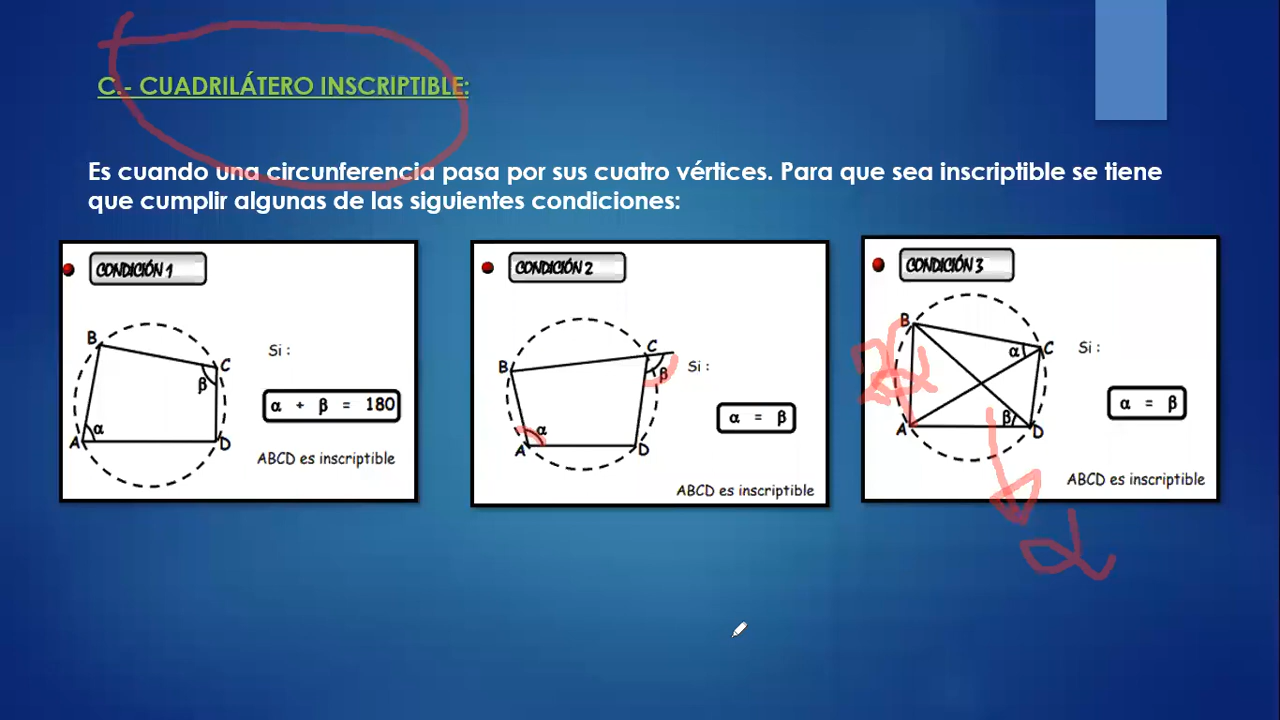 C.- CUADRILÁTERO INSCRIPTIBLE:
Es cuando una circunferencia pasa por sus cuatro vértices. Para que sea inscriptible se tiene
que cumplir algunas de las siguientes condiciones:
CONDICIÓN 1
B
C
β
A
α
D
Si :
α + β = 180
ABCD es inscriptible
CONDICIÓN 2
B
C
β
A
α
D
Si :
α = β
ABCD es inscriptible
CONDICIÓN 3
B
α
C
A
β
D
Si :
α = β
ABCD es inscriptible
2α
α